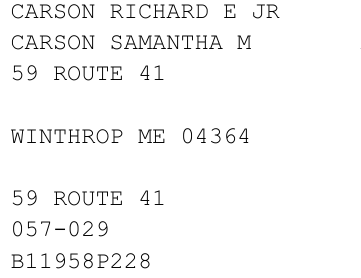 CARSON RICHARD E JR
CARSON SAMANTHA M
59 ROUTE 41
WINTHROP ME 04364
59 ROUTE 41
057-029
B11958P228